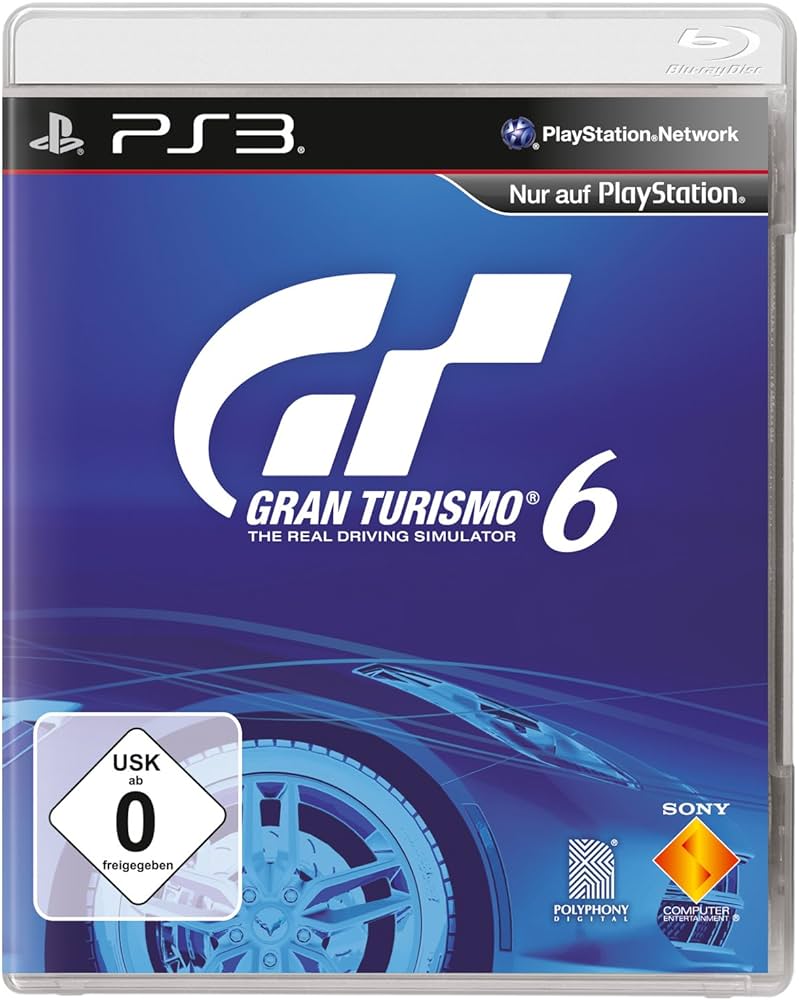 Blu-ray Disc
PS3®
PlayStation®Network
Nur auf PlayStation®
GT
GRAN TURISMO® 6
THE REAL DRIVING SIMULATOR
USK
ab
0
freigegeben
POLYPHONY
DIGITAL
®
SONY
COMPUTER
ENTERTAINMENT®